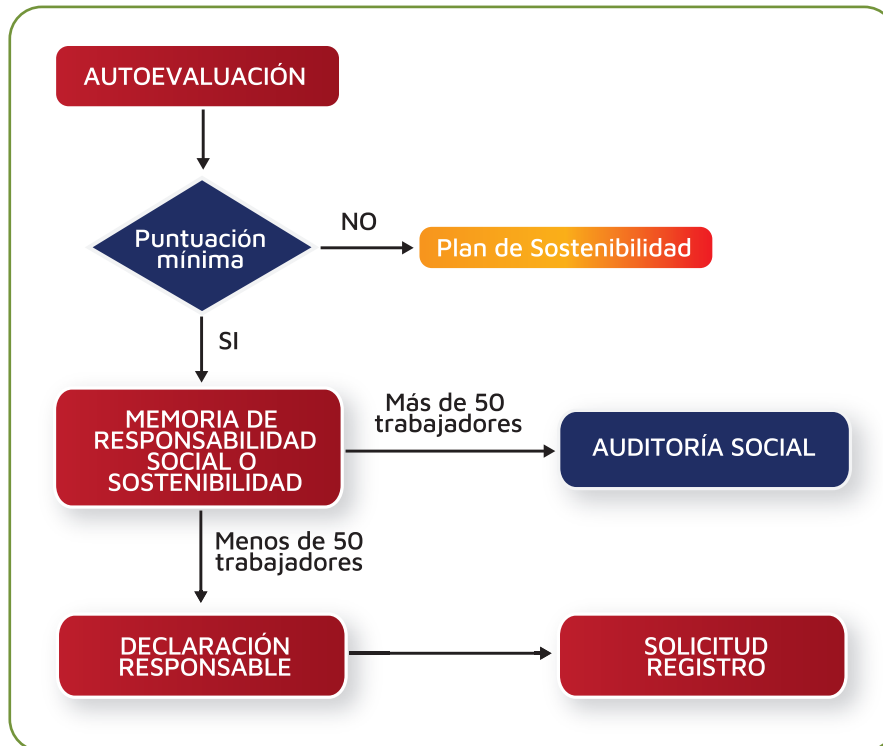 AUTOEVALUACIÓN
Puntuación
mínima
NO
Plan de Sostenibilidad
SI
MEMORIA DE
RESPONSABILIDAD
SOCIAL O
SOSTENIBILIDAD
Más de 50
trabajadores
AUDITORÍA SOCIAL
Menos de 50
trabajadores
DECLARACIÓN
RESPONSABLE
SOLICITUD
REGISTRO